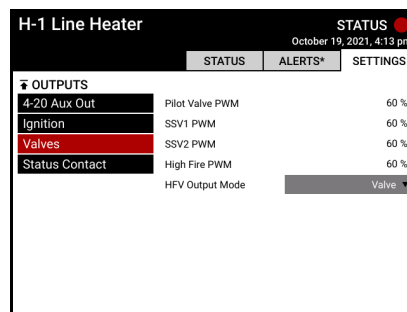 H-1 Line Heater
STATUS
October 19, 2021, 4:13 pm
STATUS
ALERTS*
SETTINGS
OUTPUTS
4-20 Aux Out
Ignition
Valves
Status Contact
Pilot Valve PWM 60 %
SSV1 PWM 60 %
SSV2 PWM 60 %
High Fire PWM 60 %
HFV Output Mode Valve